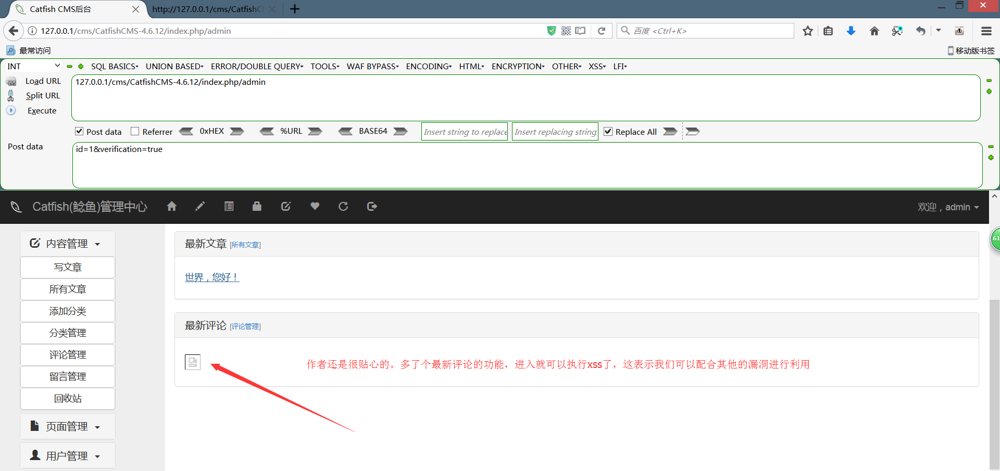 Catfish CMS后台
http://127.0.0.1/cms/CatfishC
127.0.0.1/cms/CatfishCMS-4.6.12/index.php/admin
百度 <Ctrl+K>
最常访问
移动版书签
INT
SQL BASICS
UNION BASED
ERROR/DOUBLE QUERY
TOOLS
WAF BYPASS
ENCODING
HTML
ENCRYPTION
OTHER
XSS
LFI
Load URL
127.0.0.1/cms/CatfishCMS-4.6.12/index.php/admin
Split URL
Execute
Post data
Referrer
0xHEX
%URL
BASE64
Insert string to replace
Insert replacing string
Replace All
Post data
id=1&verification=true
Catfish(鲶鱼)管理中心
欢迎，admin
内容管理
写文章
所有文章
添加分类
分类管理
评论管理
留言管理
回收站
页面管理
用户管理
最新文章 [所有文章]
世界，您好！
最新评论 [评论管理]
作者还是很贴心的。多了个最新评论的功能，进入就可以执行xss了，这表示我们可以配合其他的漏洞进行利用
61